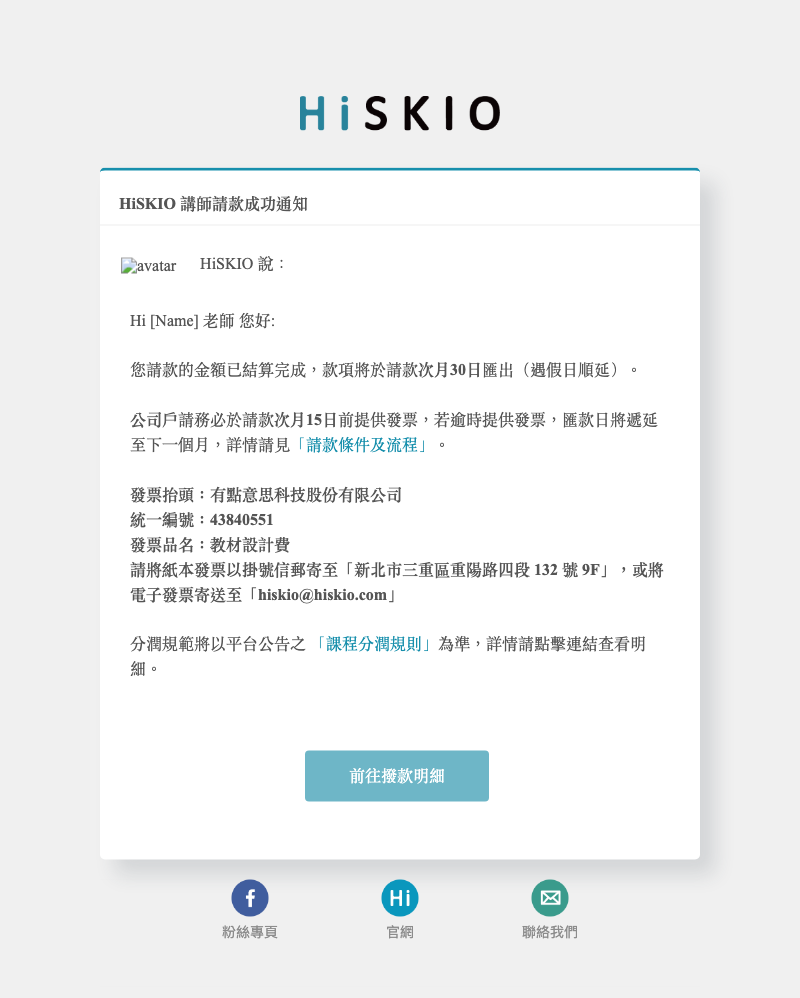 HiSKIO
HiSKIO 講師請款成功通知
avatar
HiSKIO 說：
Hi [Name] 老師 您好:
您請款的金額已結算完成，款項將於請款次月30日匯出（遇假日順延）。
公司戶請務必於請款次月15日前提供發票，若逾時提供發票，匯款日將遞延
至下一個月，詳情請見「請款條件及流程」。
發票抬頭：有點意思科技股份有限公司
統一編號：43840551
發票品名：教材設計費
請將紙本發票以掛號信郵寄至「新北市三重區重陽路四段 132 號 9F」，或將
電子發票寄送至「hiskio@hiskio.com」
分潤規範將以平台公告之 「課程分潤規則」為準，詳情請點擊連結查看明
細。
前往撥款明細
Hi
粉絲專頁
官網
聯絡我們